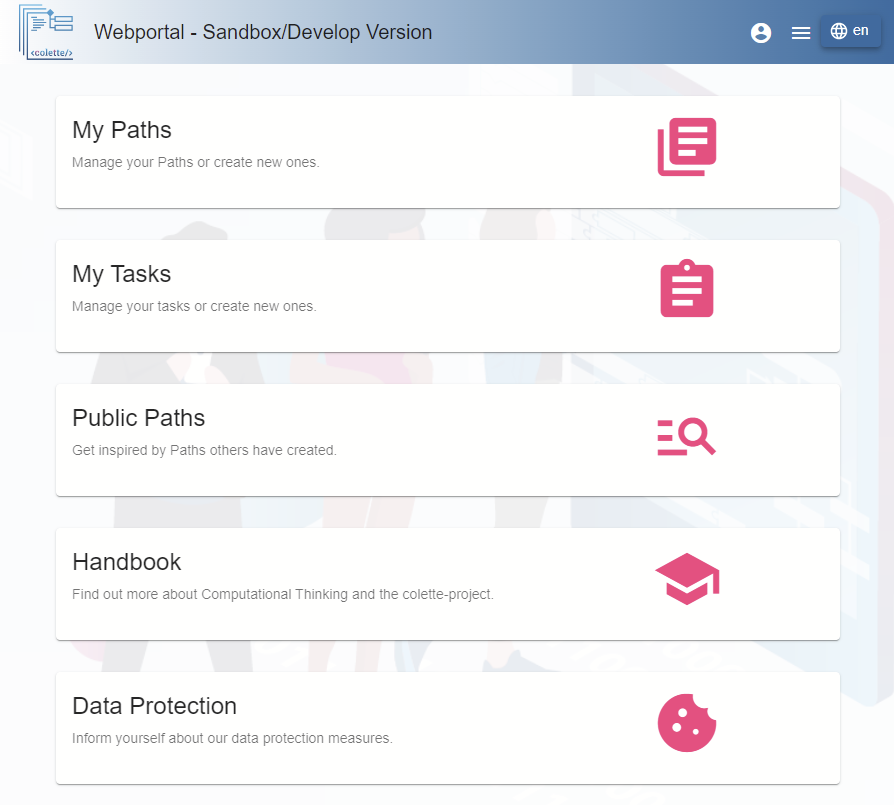 <colette/>
Webportal - Sandbox/Develop Version
en
My Paths
Manage your Paths or create new ones.
My Tasks
Manage your tasks or create new ones.
Public Paths
Get inspired by Paths others have created.
Handbook
Find out more about Computational Thinking and the colette-project.
Data Protection
Inform yourself about our data protection measures.